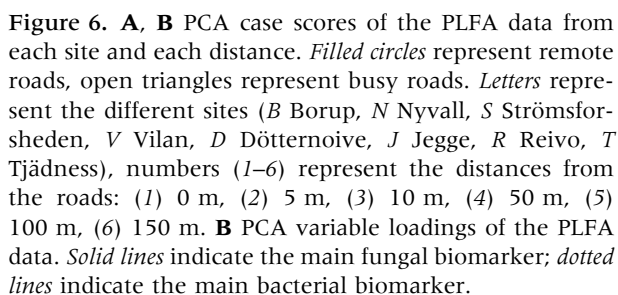 Figure 6. A, B PCA case scores of the PLFA data from
each site and each distance. Filled circles represent remote
roads, open triangles represent busy roads. Letters repre-
sent the different sites (B Borup, N Nyvall, S Strömsfor-
sheden, V Vilan, D Dötternoive, J Jegge, R Reivo, T
Tjädness), numbers (1–6) represent the distances from
the roads: (1) 0 m, (2) 5 m, (3) 10 m, (4) 50 m, (5)
100 m, (6) 150 m. B PCA variable loadings of the PLFA
data. Solid lines indicate the main fungal biomarker; dotted
lines indicate the main bacterial biomarker.